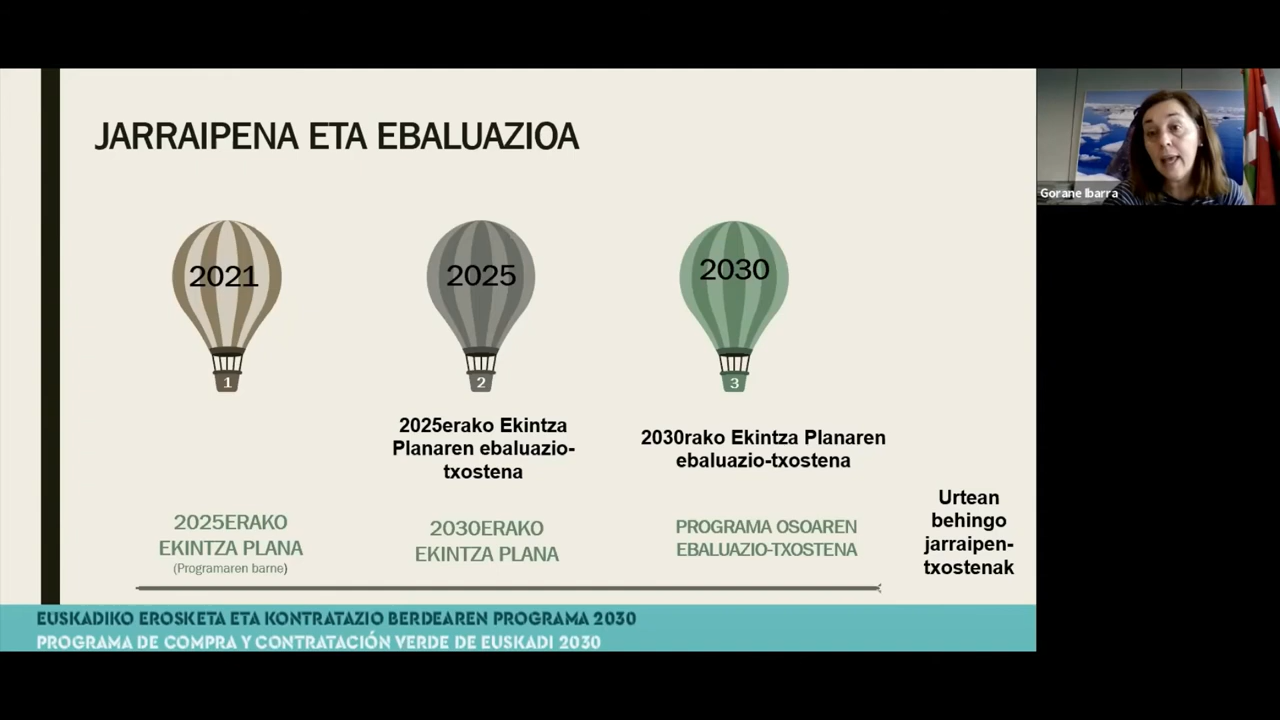 JARRAIPENA ETA EBALUAZIOA
Gorane Ibarra
2021
2025
2030
1
2
3
2025erako Ekintza
Planaren ebaluazio-
txostena
2030rako Ekintza Planaren
ebaluazio-txostena
Urtean
behingo
jarraipen-
txostenak
2025ERAKO
EKINTZA PLANA
(Programaren barne)
2030ERAKO
EKINTZA PLANA
PROGRAMA OSOAREN
EBALUAZIO-TXOSTENA
EUSKADIKO EROSKETA ETA KONTRATAZIO BERDEAREN PROGRAMA 2030
PROGRAMA DE COMPRA Y CONTRATACIÓN VERDE DE EUSKADI 2030